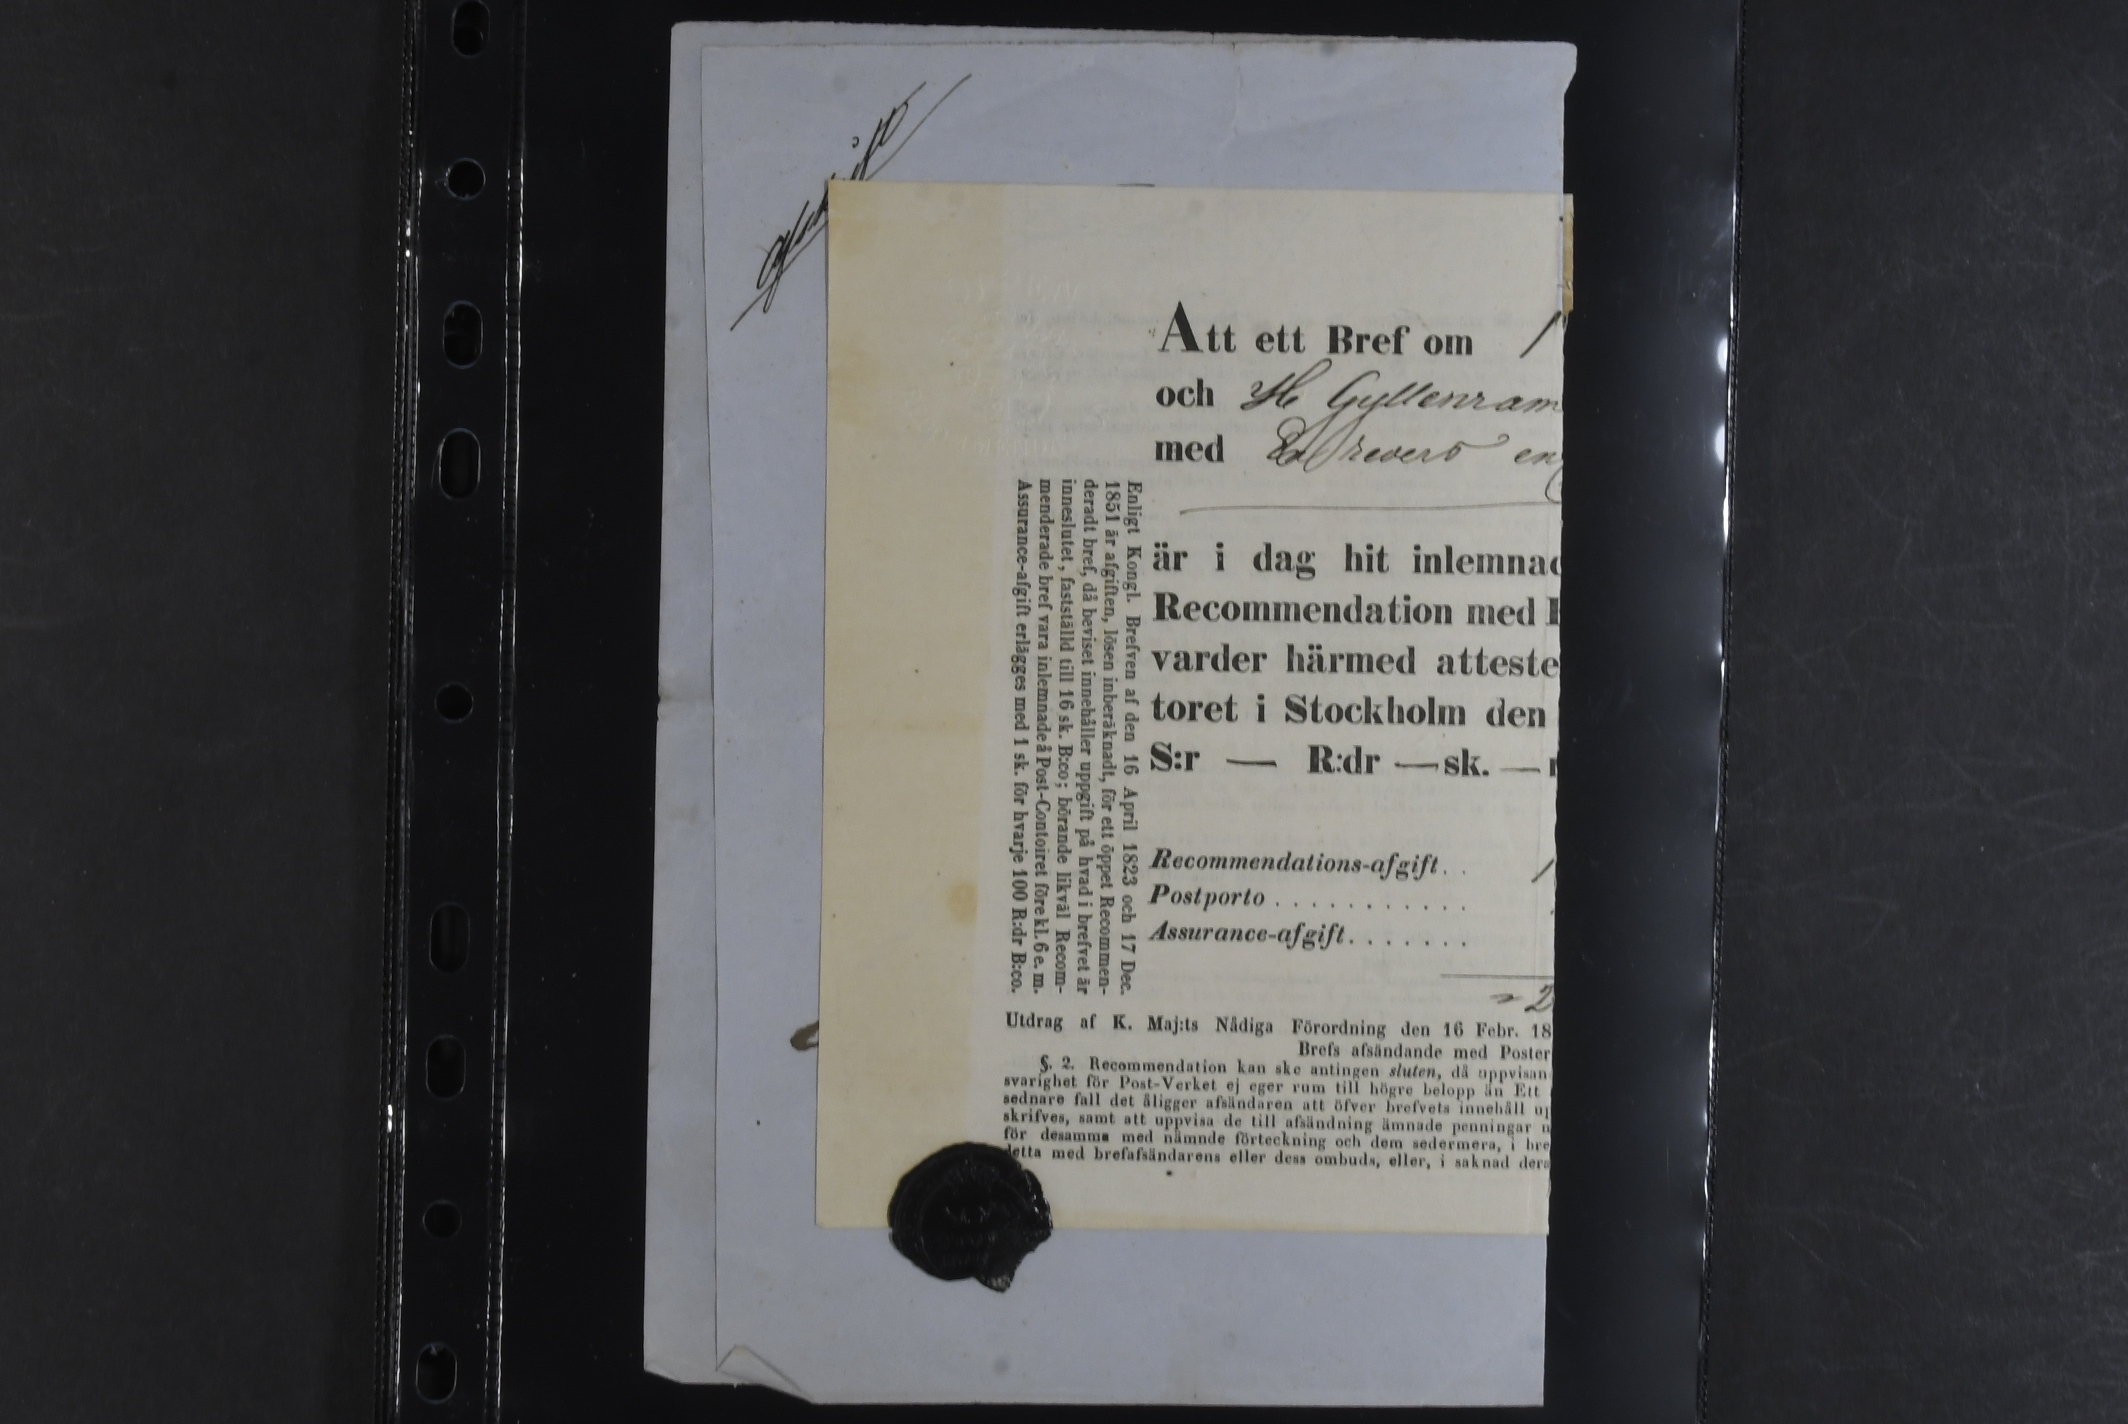 afskrift
Att ett Bref om 1
och H Gyllenram
med Ett revers en
är i dag hit inlemnad
Recommendation med
varder härmed atteste
toret i Stockholm den
S:r — R:dr — sk. —
Recommendations-afgift. .
Postporto . . . . . . . . . . .
Assurance-afgift. . . . . . .
Enligt Kongl. Brefven af den 16 April 1823 och 17 Dec.
1851 är afgiften, lösen inberäknadt, för ett öppet Recommen-
deradt bref, då beviset innehåller uppgift på hvad i brefvet är
inneslutet, fastställd till 16 sk. B:co; börande likväl Recom-
menderade bref vara inlemnade å Post-Contoiret före kl. 6 e. m.
Assurance-afgift erlägges med 1 sk. för hvarje 100 R:dr B:co.
Utdrag af K. Maj:ts Nådiga Förordning den 16 Febr. 18
Brefs afsändande med Poster
§. 2. Recommendation kan ske antingen sluten, då uppvisan
svarighet för Post-Verket ej eger rum till högre belopp än Ett
sednare fall det åligger afsändaren att öfver brefvets innehåll up
skrifves, samt att uppvisa de till afsändning ämnade penningar
för desamma med nämnde förteckning och dem sedermera, i bre
detta med brefafsändarens eller dess ombuds, eller, i saknad dera